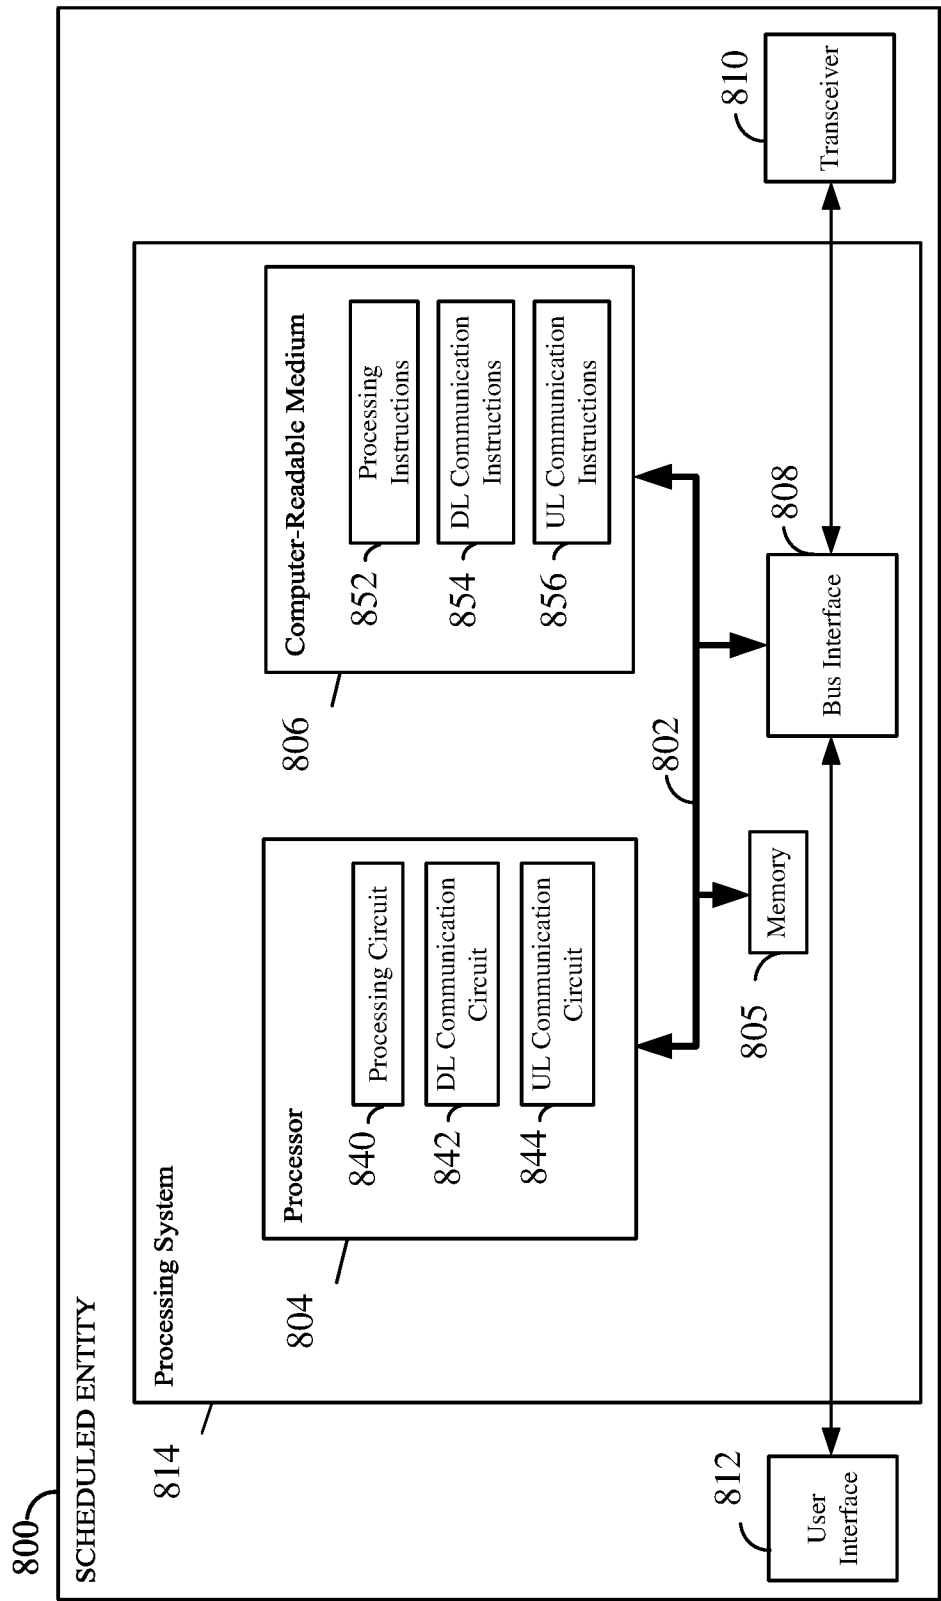 800
SCHEDULED ENTITY
814
Processing System
804
Processor
840
Processing Circuit
842
DL Communication
Circuit
844
UL Communication
Circuit
806
Computer-Readable Medium
852
Processing
Instructions
854
DL Communication
Instructions
856
UL Communication
Instructions
802
805
Memory
808
Bus Interface
812
User
Interface
810
Transceiver